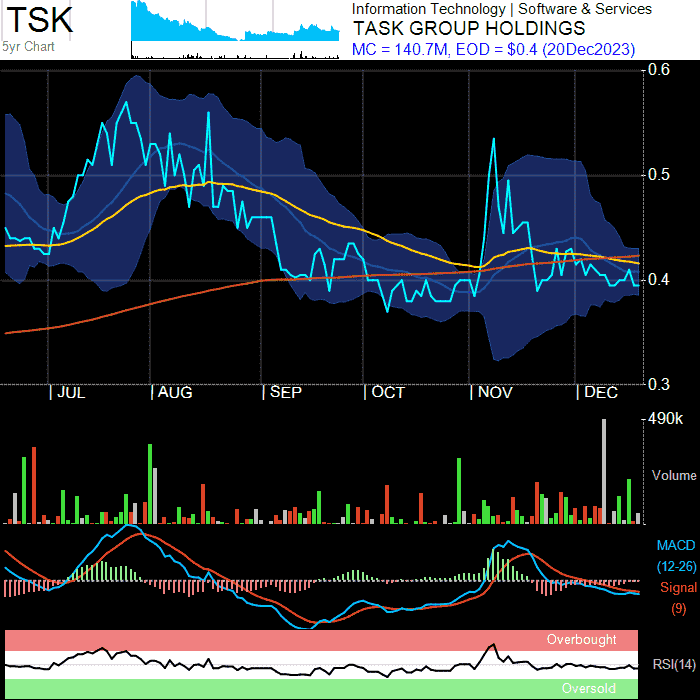 TSK
5yr Chart
Information Technology | Software & Services
TASK GROUP HOLDINGS
MC = 140.7M, EOD = $0.4 (20Dec2023)
0.6
0.5
0.4
0.3
| JUL | AUG | SEP | OCT | NOV | DEC
490k
Volume
MACD
(12-26)
Signal
(9)
Overbought
RSI(14)
Oversold